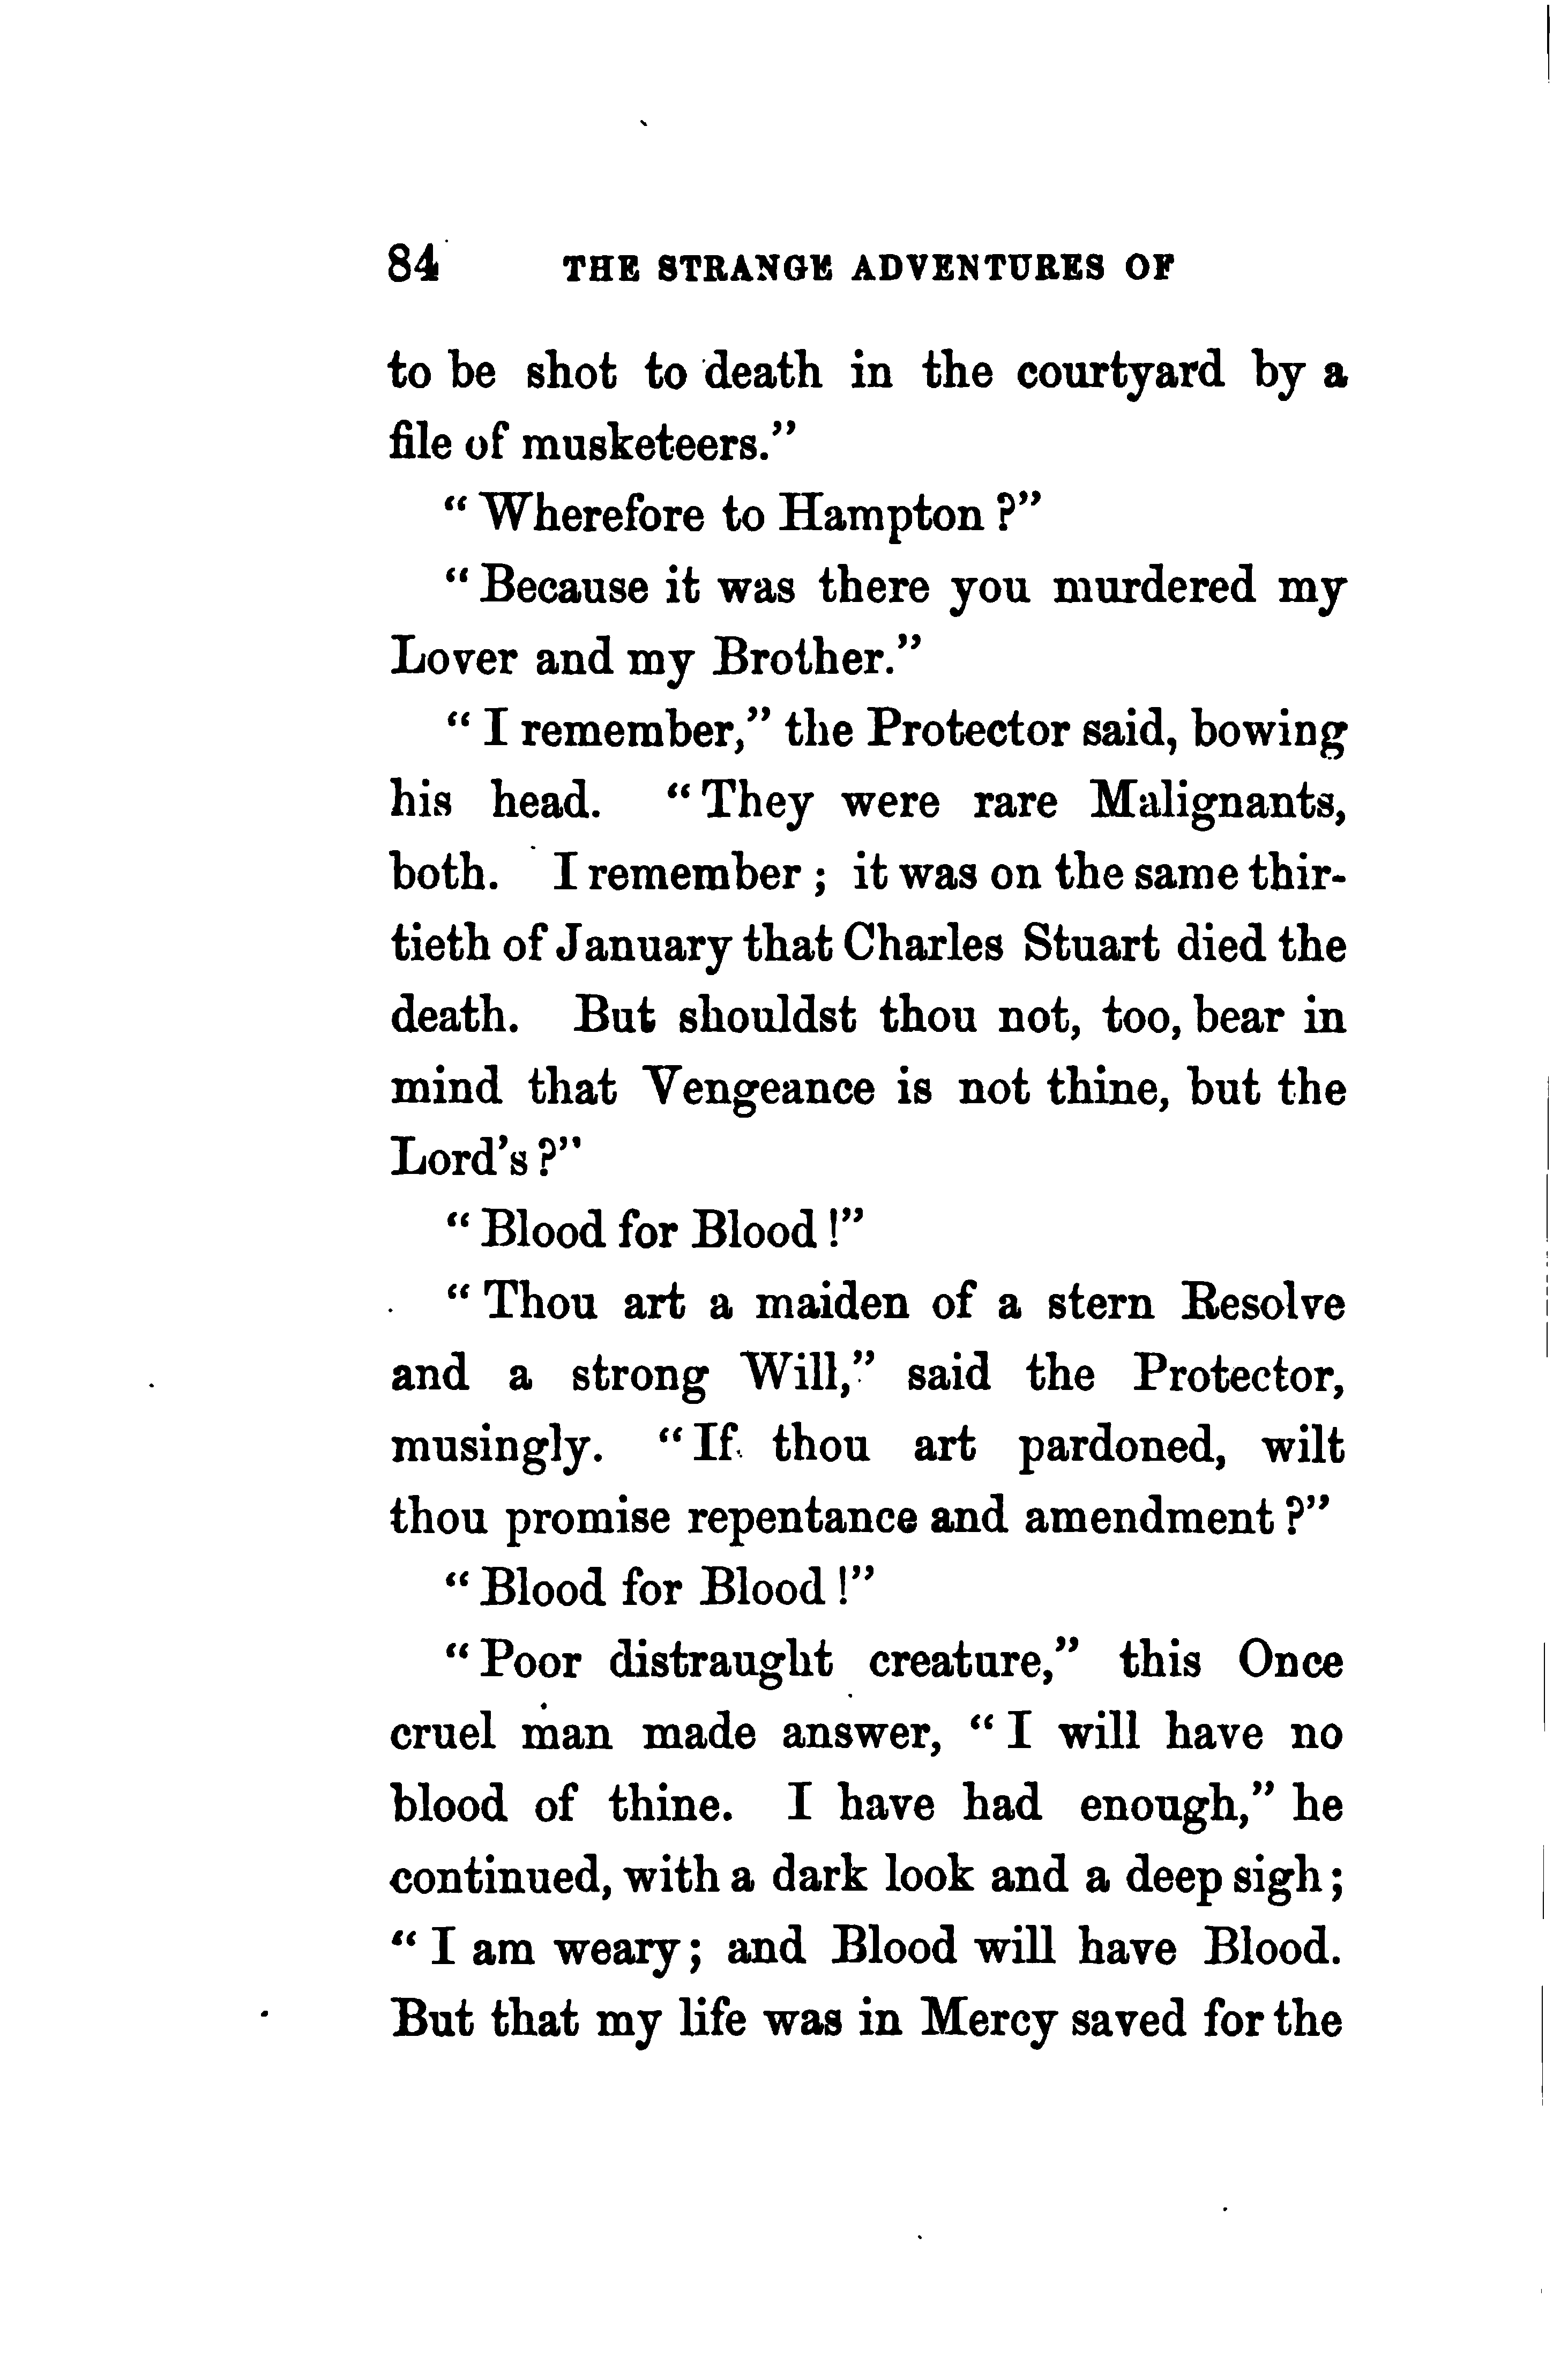 84 THE STRANGE ADVENTURES OF
to be shot to death in the courtyard by a
file of musketeers."
"Wherefore to Hampton?"
"Because it was there you murdered my
Lover and my Brother."
"I remember," the Protector said, bowing
his head. "They were rare Malignants,
both. I remember; it was on the same thir-
tieth of January that Charles Stuart died the
death. But shouldst thou not, too, bear in
mind that Vengeance is not thine, but the
Lord's?"
"Blood for Blood!"
"Thou art a maiden of a stern Resolve
and a strong Will," said the Protector,
musingly. "If thou art pardoned, wilt
thou promise repentance and amendment?"
"Blood for Blood!"
"Poor distraught creature," this Once
cruel man made answer, "I will have no
blood of thine. I have had enough," he
continued, with a dark look and a deep sigh;
"I am weary; and Blood will have Blood.
But that my life was in Mercy saved for the